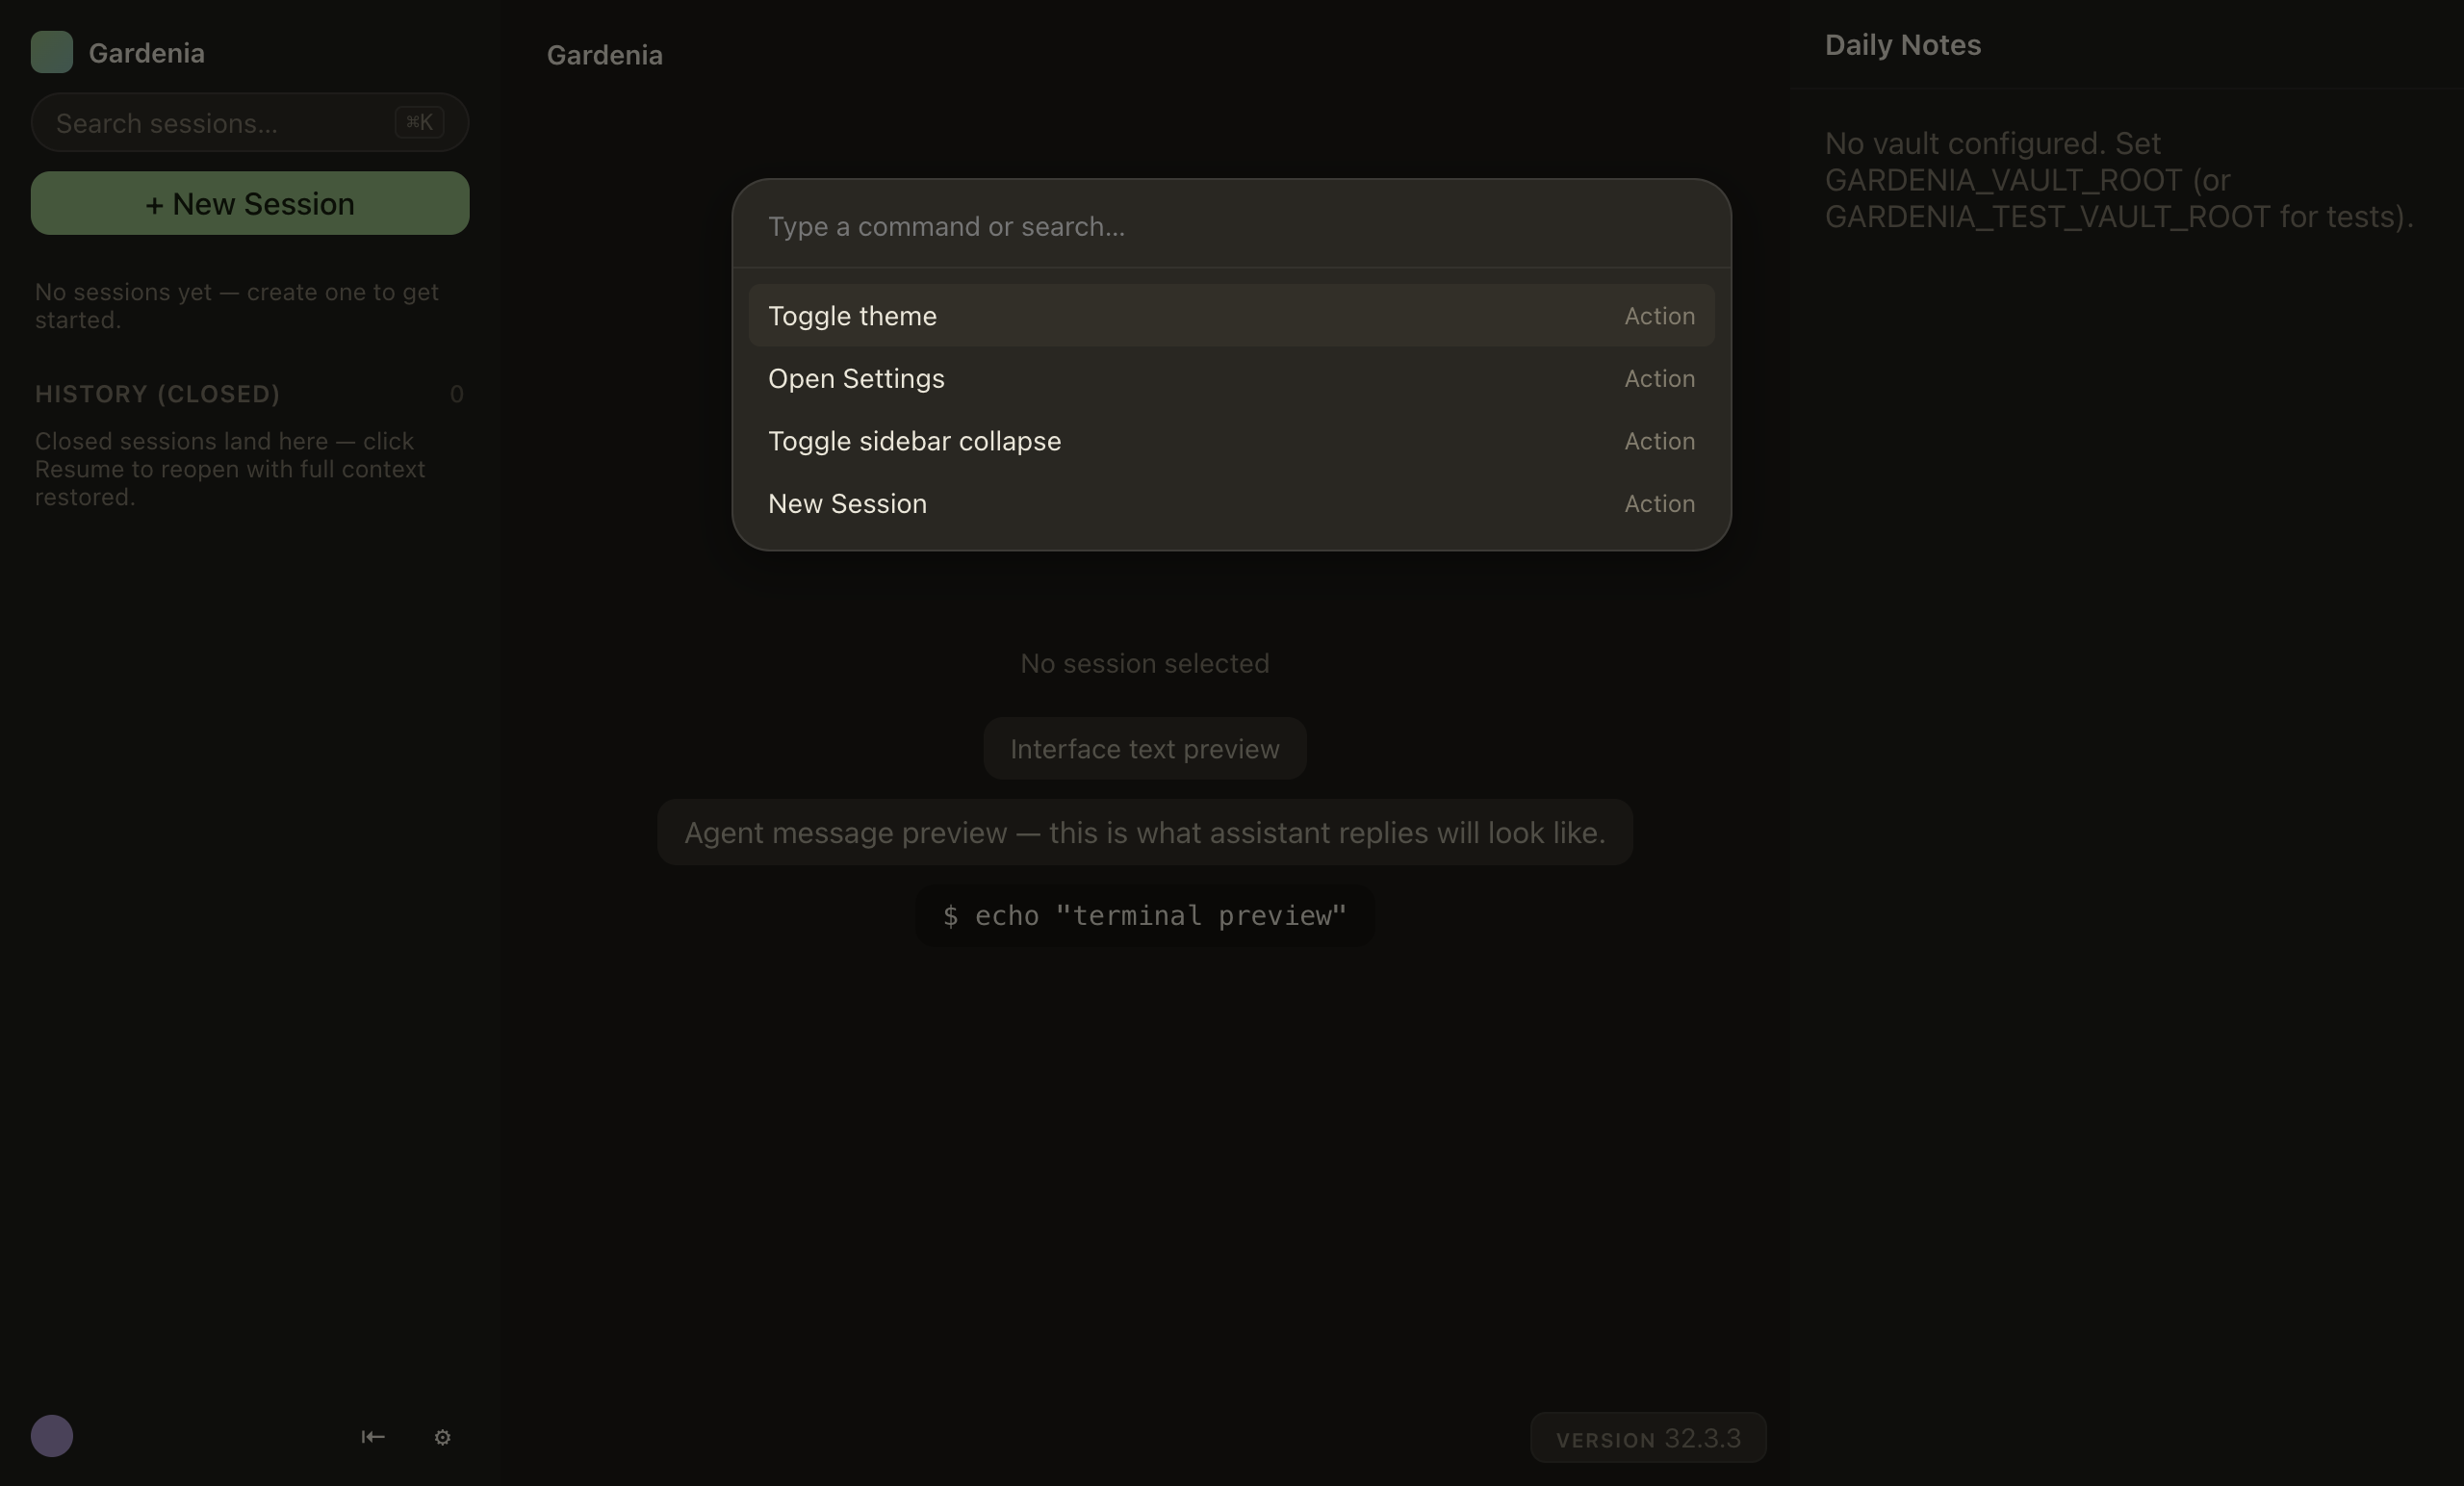 Gardenia
Search sessions...
⌘K
+ New Session
No sessions yet — create one to get
started.
HISTORY (CLOSED)
0
Closed sessions land here — click
Resume to reopen with full context
restored.
Gardenia
Type a command or search...
Toggle theme
Action
Open Settings
Action
Toggle sidebar collapse
Action
New Session
Action
No session selected
Interface text preview
Agent message preview — this is what assistant replies will look like.
$ echo "terminal preview"
VERSION 32.3.3
Daily Notes
No vault configured. Set
GARDENIA_VAULT_ROOT (or
GARDENIA_TEST_VAULT_ROOT for tests).